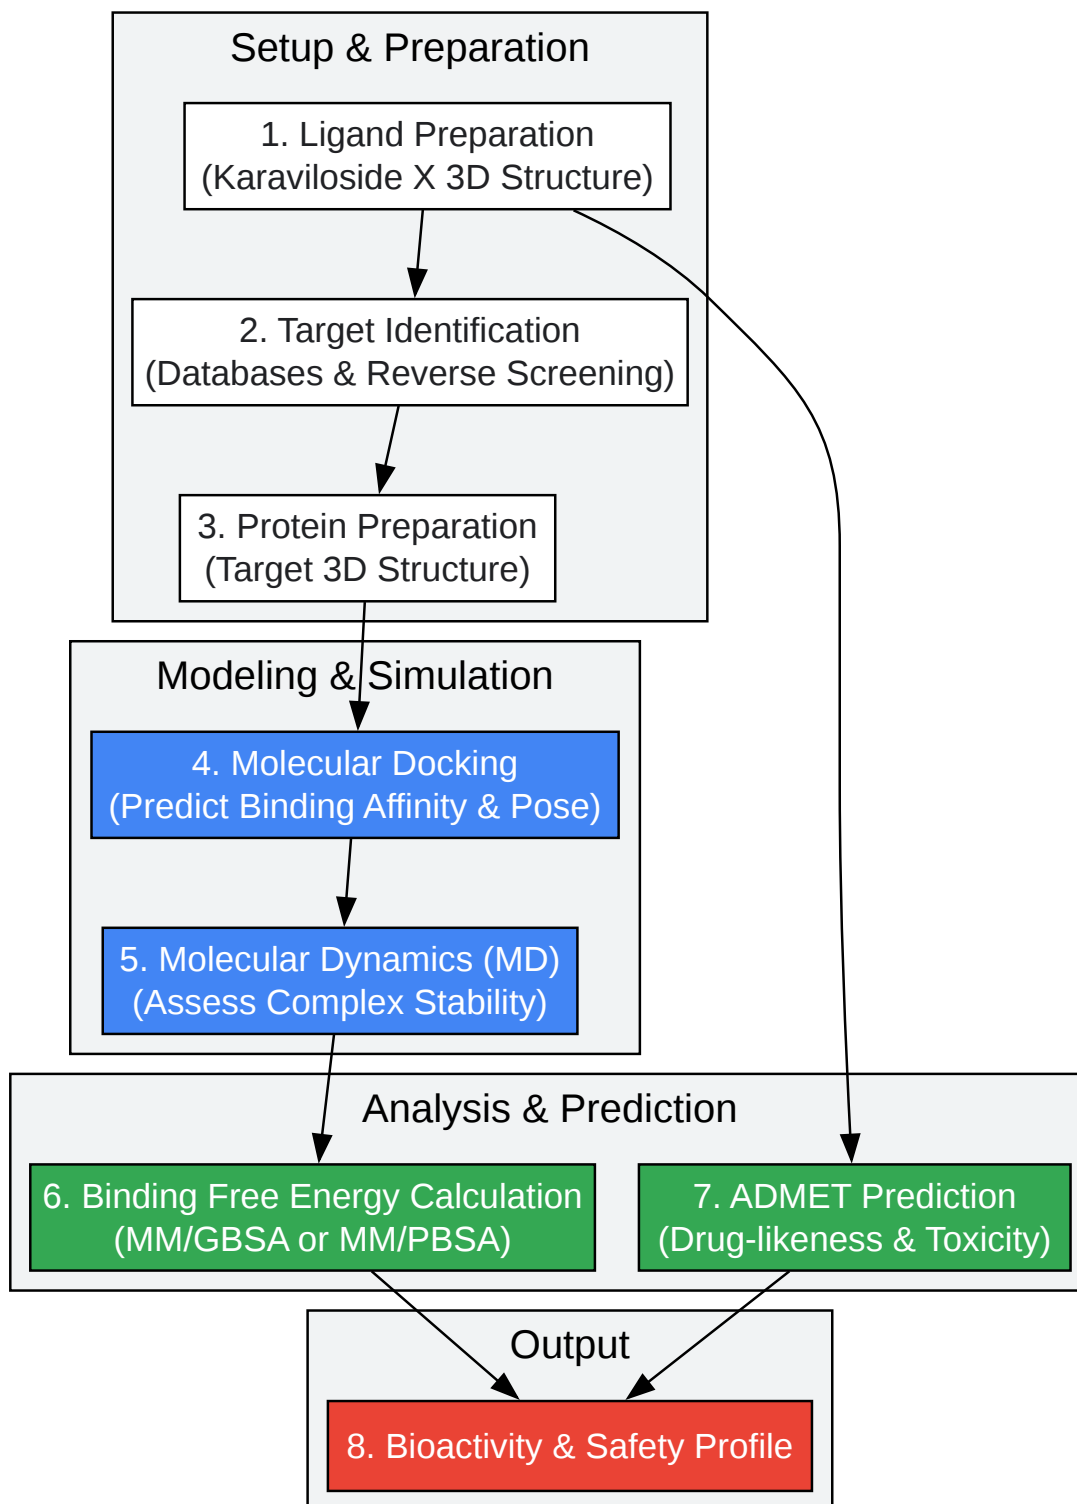 Setup & Preparation
1. Ligand Preparation
(Karaviloside X 3D Structure)
2. Target Identification
(Databases & Reverse Screening)
3. Protein Preparation
(Target 3D Structure)
Modeling & Simulation
4. Molecular Docking
(Predict Binding Affinity & Pose)
5. Molecular Dynamics (MD)
(Assess Complex Stability)
Analysis & Prediction
6. Binding Free Energy Calculation
(MM/GBSA or MM/PBSA)
7. ADMET Prediction
(Drug-likeness & Toxicity)
Output
8. Bioactivity & Safety Profile